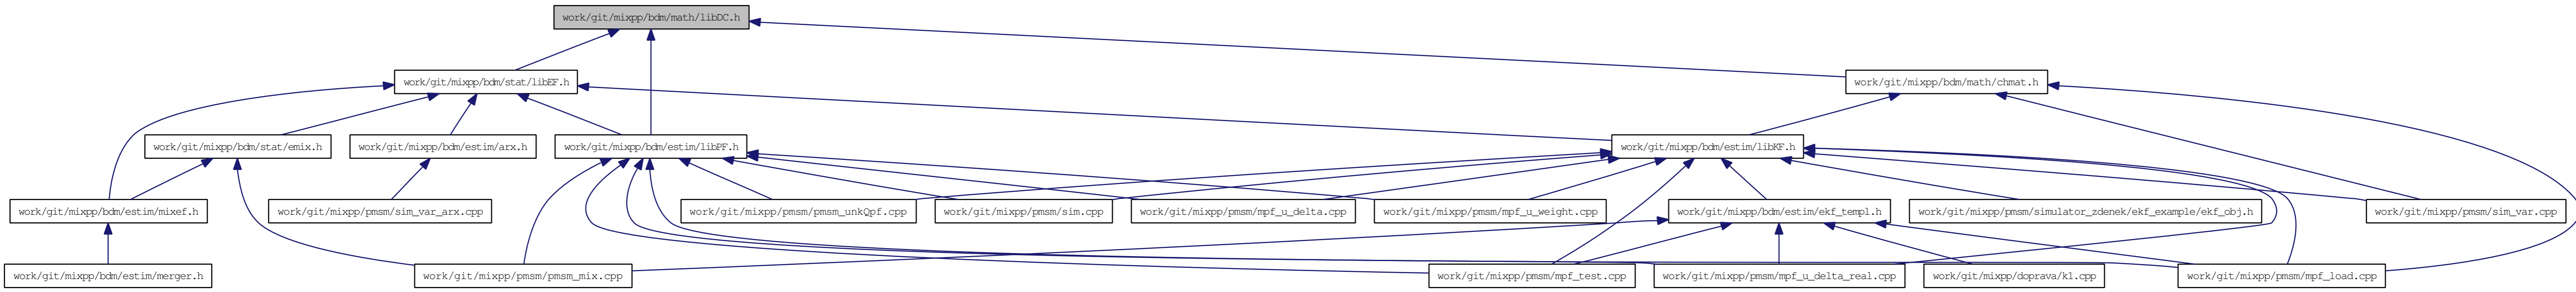 work/git/mixpp/bdm/math/libDC.h
work/git/mixpp/bdm/stat/libEF.h
work/git/mixpp/bdm/math/chmat.h
work/git/mixpp/bdm/stat/emix.h
work/git/mixpp/bdm/estim/arx.h
work/git/mixpp/bdm/estim/libPF.h
work/git/mixpp/bdm/estim/libKF.h
work/git/mixpp/bdm/estim/mixef.h
work/git/mixpp/pmsm/sim_var_arx.cpp
work/git/mixpp/pmsm/pmsm_unkQpf.cpp
work/git/mixpp/pmsm/sim.cpp
work/git/mixpp/pmsm/mpf_u_delta.cpp
work/git/mixpp/pmsm/mpf_u_weight.cpp
work/git/mixpp/bdm/estim/ekf_templ.h
work/git/mixpp/pmsm/simulator_zdenek/ekf_example/ekf_obj.h
work/git/mixpp/pmsm/sim_var.cpp
work/git/mixpp/bdm/estim/merger.h
work/git/mixpp/pmsm/pmsm_mix.cpp
work/git/mixpp/pmsm/mpf_test.cpp
work/git/mixpp/pmsm/mpf_u_delta_real.cpp
work/git/mixpp/doprava/k1.cpp
work/git/mixpp/pmsm/mpf_load.cpp